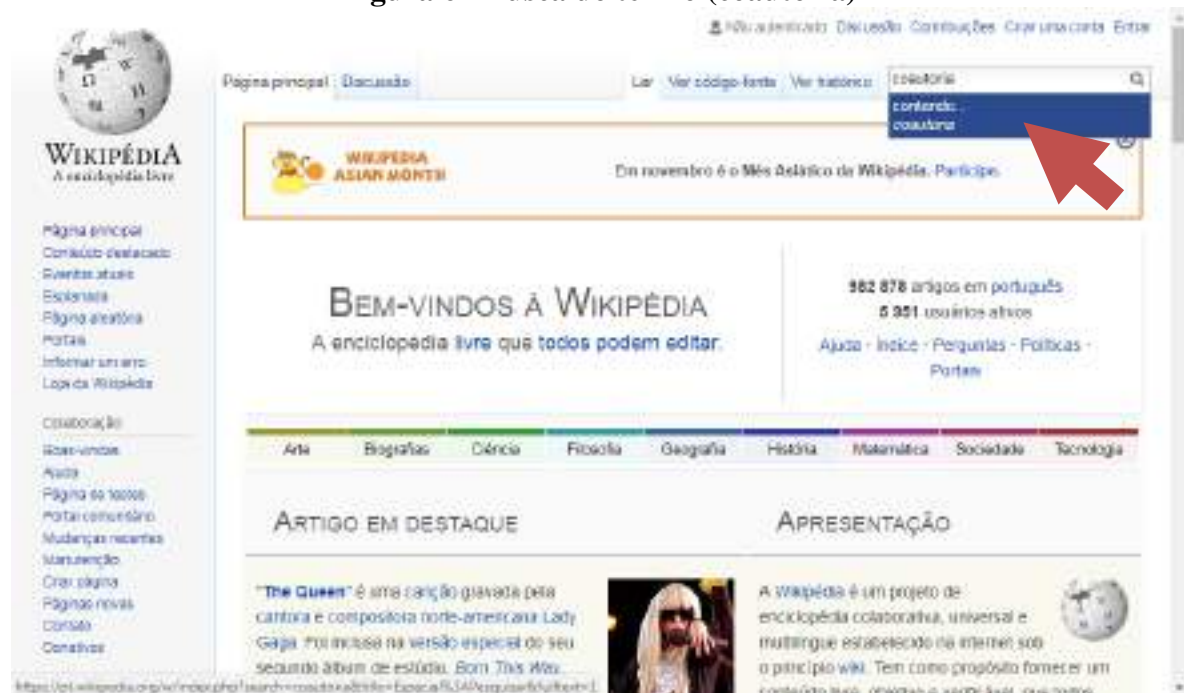 Não autenticado Discussão Contribuições Criar uma conta Entrar
Página principal Discussão Ler Ver código-fonte Ver histórico coautoria
contendo...
coautoria
WIKIPÉDIA
A enciclopédia livre
WIKIPEDIA
ASIAN MONTH
Em novembro é o Mês Asiático da Wikipédia. Participe.
Página principal
Conteúdo destacado
Eventos atuais
Esplanada
Página aleatória
Portais
Informar um erro
Loja da Wikipédia
BEM-VINDOS À WIKIPÉDIA
A enciclopédia livre que todos podem editar.
982 878 artigos em português
5 951 usuários ativos
Ajuda - Índice - Perguntas - Políticas -
Portais
Colaboração
Boas-vindas
Ajuda
Página de testes
Portal comunitário
Mudanças recentes
Manutenção
Criar página
Páginas novas
Contato
Donativos
Arte Biografias Ciência Filosofia Geografia História Matemática Sociedade Tecnologia
ARTIGO EM DESTAQUE
"The Queen" é uma canção gravada pela
cantora e compositora norte-americana Lady
Gaga. Foi inclusa na versão especial do seu
segundo álbum de estúdio, Born This Way.
APRESENTAÇÃO
A Wikipédia é um projeto de
enciclopédia colaborativa, universal e
multilíngue estabelecido na internet sob
o princípio wiki. Tem como propósito fornecer um